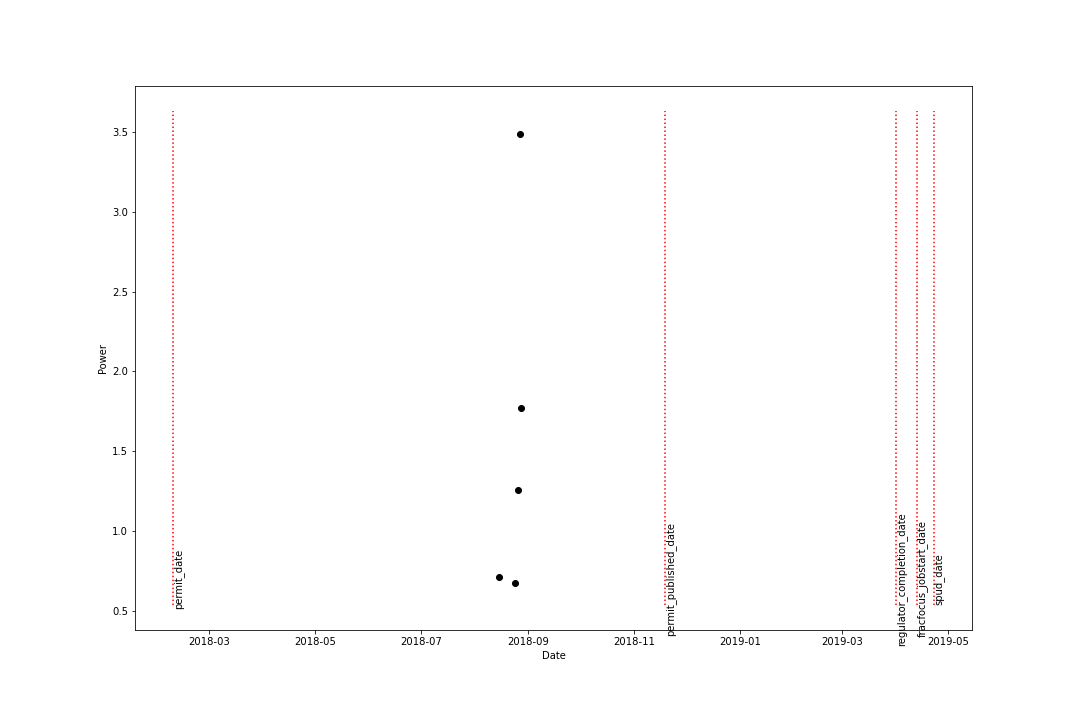 3.5
3.0
2.5
2.0
1.5
1.0
0.5
Power
permit_date
permit_published_date
regulator_completion_date
fracfocus_jobstart_date
spud_date
2018-03
2018-05
2018-07
2018-09
2018-11
2019-01
2019-03
2019-05
Date